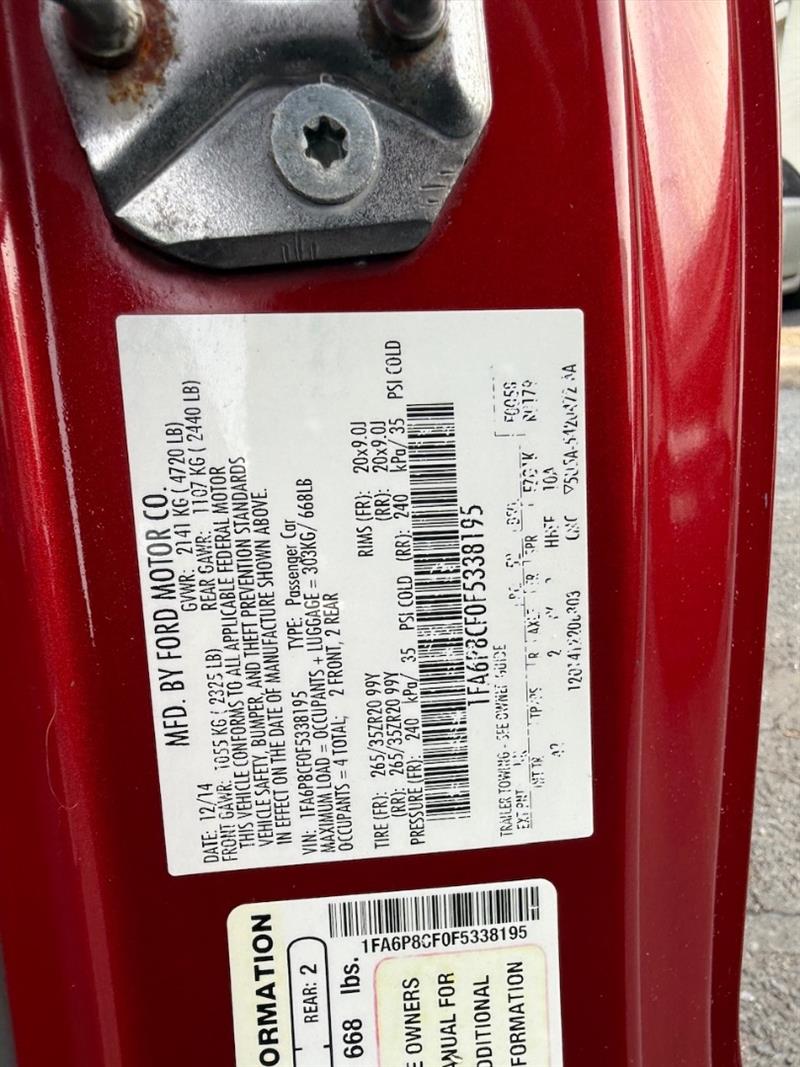 MFD. BY FORD MOTOR CO.
DATE: 12/14 GVWR: 2141 KG ( 4720 LB)
FRONT GAWR: 1055 KG ( 2325 LB) REAR GAWR: 1107 KG ( 2440 LB)
THIS VEHICLE CONFORMS TO ALL APPLICABLE FEDERAL MOTOR
VEHICLE SAFETY, BUMPER, AND THEFT PREVENTION STANDARDS
IN EFFECT ON THE DATE OF MANUFACTURE SHOWN ABOVE.
VIN: 1FA6P8CF0F5338195 TYPE: Passenger Car
MAXIMUM LOAD = OCCUPANTS + LUGGAGE = 303KG/ 668LB
OCCUPANTS = 4 TOTAL; 2 FRONT, 2 REAR
TIRE (FR): 265/35ZR20 99Y RIMS (FR): 20x9.0J
(RR): 265/35ZR20 99Y (RR): 20x9.0J
PRESSURE (FR): 240 kPa/ 35 PSI COLD (RR): 240 kPa/ 35 PSI COLD
1FA6P8CF0F5338195
TRAILER TOWING - SEE OWNER GUIDE
EXT PNT
INT TR
1FA6P8CF0F5338195
ORMATION
REAR: 2
668 lbs.
E OWNERS
ANUAL FOR
DDITIONAL
FORMATION